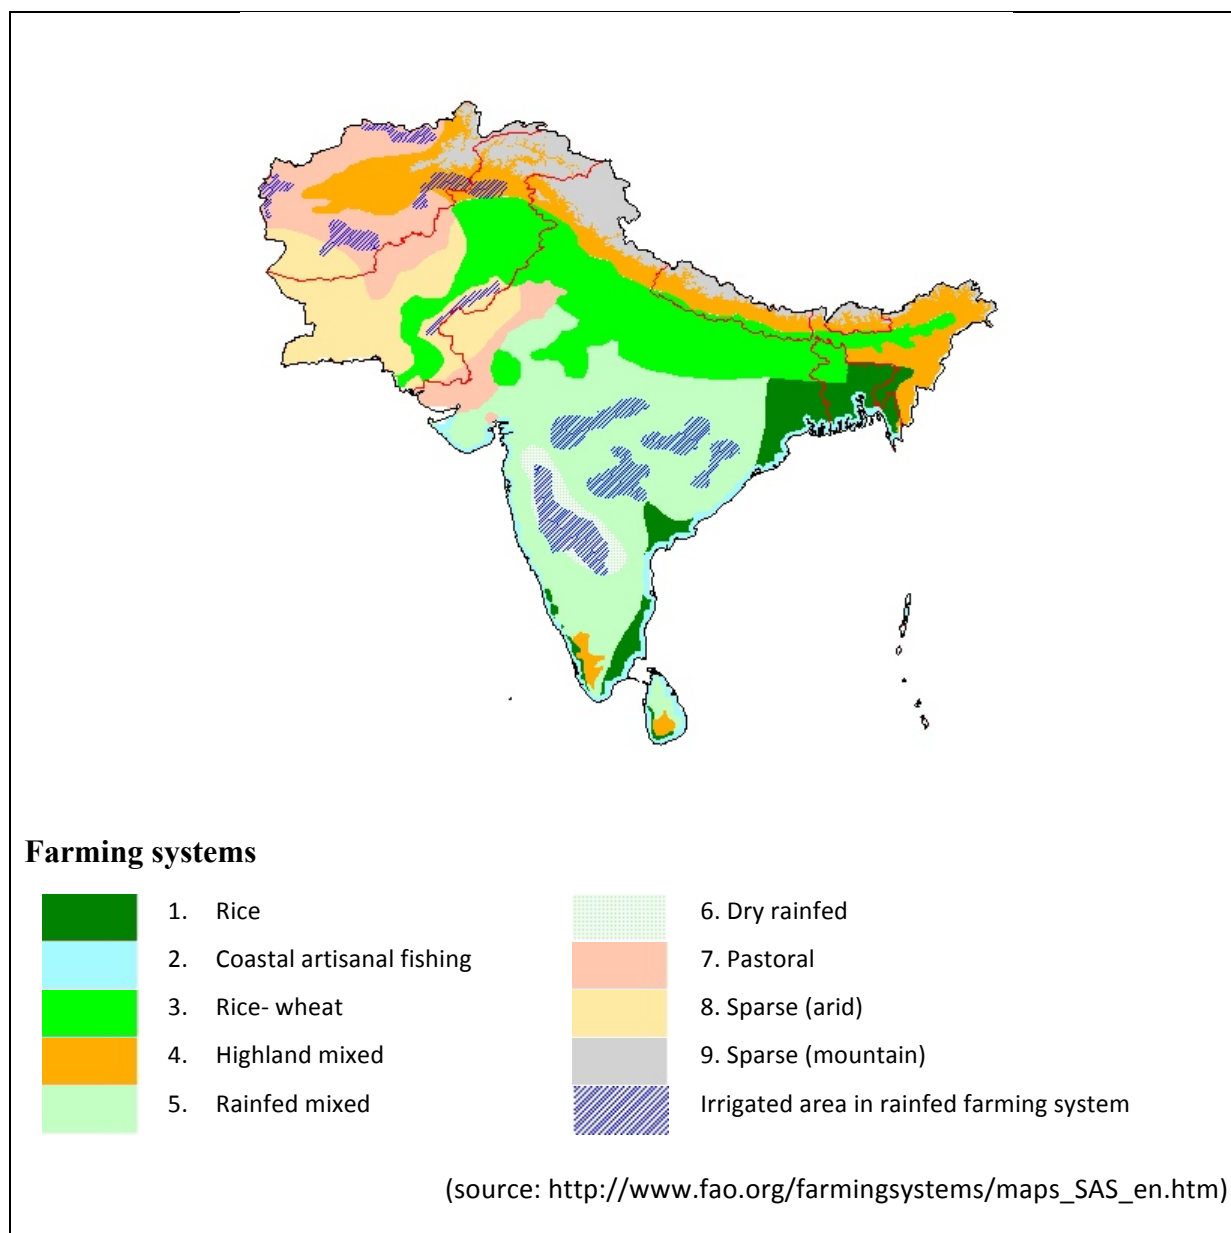 Farming systems
1. Rice
2. Coastal artisanal fishing
3. Rice- wheat
4. Highland mixed
5. Rainfed mixed
6. Dry rainfed
7. Pastoral
8. Sparse (arid)
9. Sparse (mountain)
Irrigated area in rainfed farming system
(source: http://www.fao.org/farmingsystems/maps_SAS_en.htm)